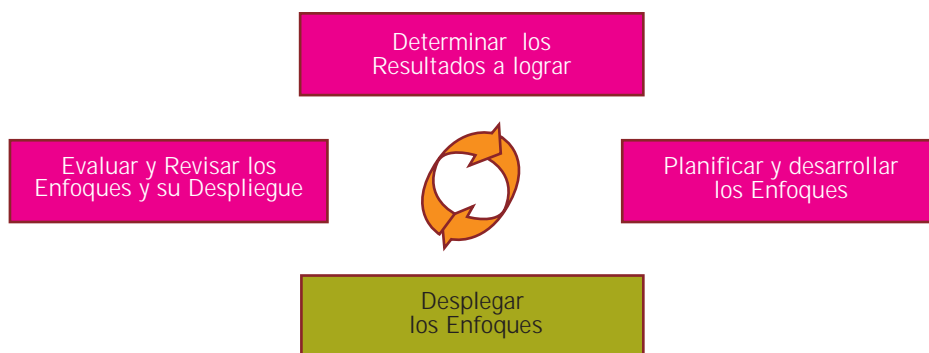 Determinar los
Resultados a lograr
Evaluar y Revisar los
Enfoques y su Despliegue
Planificar y desarrollar
los Enfoques
Desplegar
los Enfoques